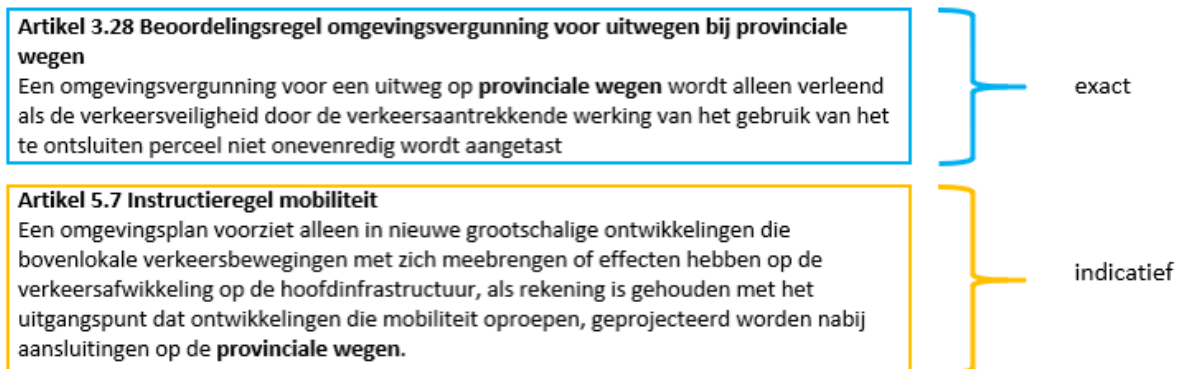 Artikel 3.28 Beoordelingsregel omgevingsvergunning voor uitwegen bij provinciale
wegen
Een omgevingsvergunning voor een uitweg op provinciale wegen wordt alleen verleend
als de verkeersveiligheid door de verkeersaantrekkende werking van het gebruik van het
te ontsluiten perceel niet onevenredig wordt aangetast
exact
Artikel 5.7 Instructieregel mobiliteit
Een omgevingsplan voorziet alleen in nieuwe grootschalige ontwikkelingen die
bovenlokale verkeersbewegingen met zich meebrengen of effecten hebben op de
verkeersafwikkeling op de hoofdinfrastructuur, als rekening is gehouden met het
uitgangspunt dat ontwikkelingen die mobiliteit oproepen, geprojecteerd worden nabij
aansluitingen op de provinciale wegen.
indicatief